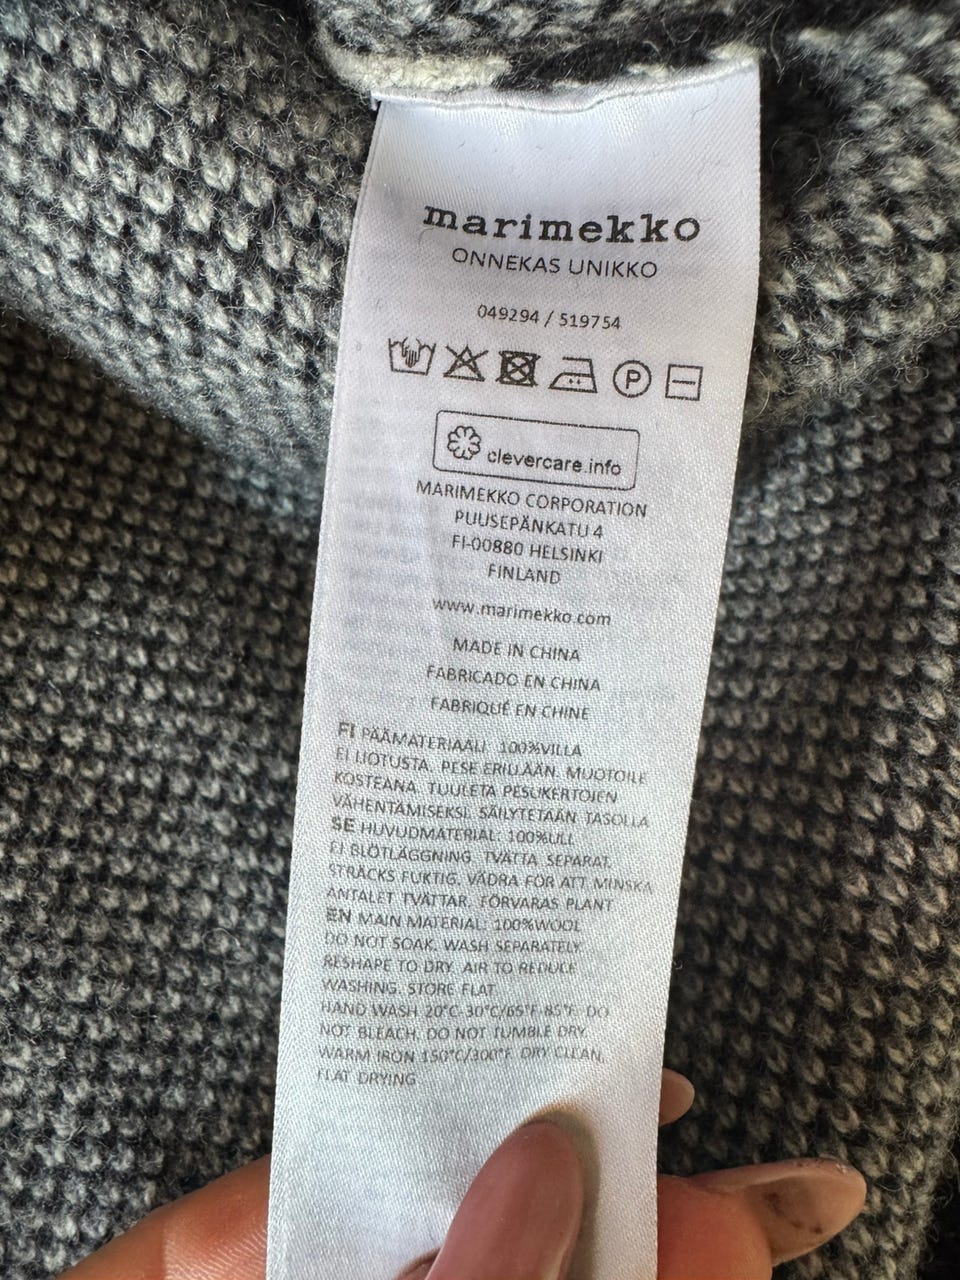 marimekko
ONNEKAS UNIKKO
049294 / 519754
P
clevercare.info
MARIMEKKO CORPORATION
PUUSEPÄNKATU 4
FI-00880 HELSINKI
FINLAND
www.marimekko.com
MADE IN CHINA
FABRICADO EN CHINA
FABRIQUÉ EN CHINE
FI PÄÄMATERIAALI: 100%VILLA
EI LIOTUSTA. PESE ERILLÄÄN. MUOTOILE
KOSTEANA. TUULETA PESUKERTOJEN
VÄHENTÄMISEKSI. SÄILYTETÄÄN TASOLLA
SE HUVUDMATERIAL: 100%ULL
EJ BLÖTLÄGGNING. TVÄTTA SEPARAT.
STRÄCKS FUKTIG. VÄDRA FÖR ATT MINSKA
ANTALET TVÄTTAR. FÖRVARAS PLANT
EN MAIN MATERIAL: 100%WOOL
DO NOT SOAK. WASH SEPARATELY.
RESHAPE TO DRY. AIR TO REDUCE
WASHING. STORE FLAT
HAND WASH 20°C-30°C/65°F-85°F. DO
NOT BLEACH. DO NOT TUMBLE DRY.
WARM IRON 150°C/300°F. DRY CLEAN.
FLAT DRYING